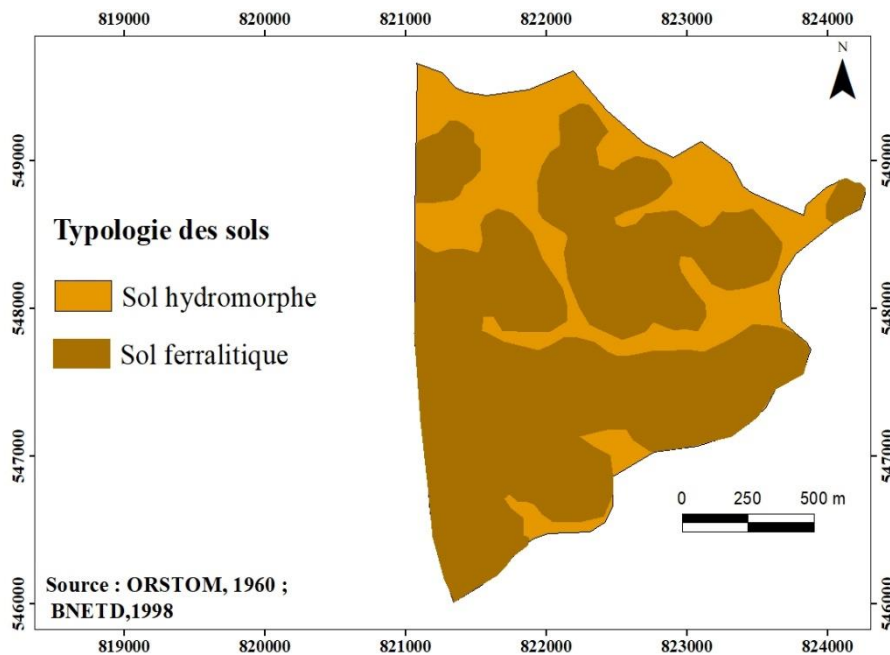 819000 820000 821000 822000 823000 824000
N
549000 549000
Typologie des sols
Sol hydromorphe
548000 548000
Sol ferralitique
547000 547000
0 250 500 m
Source : ORSTOM, 1960 ;
BNETD,1998
546000 546000
819000 820000 821000 822000 823000 824000